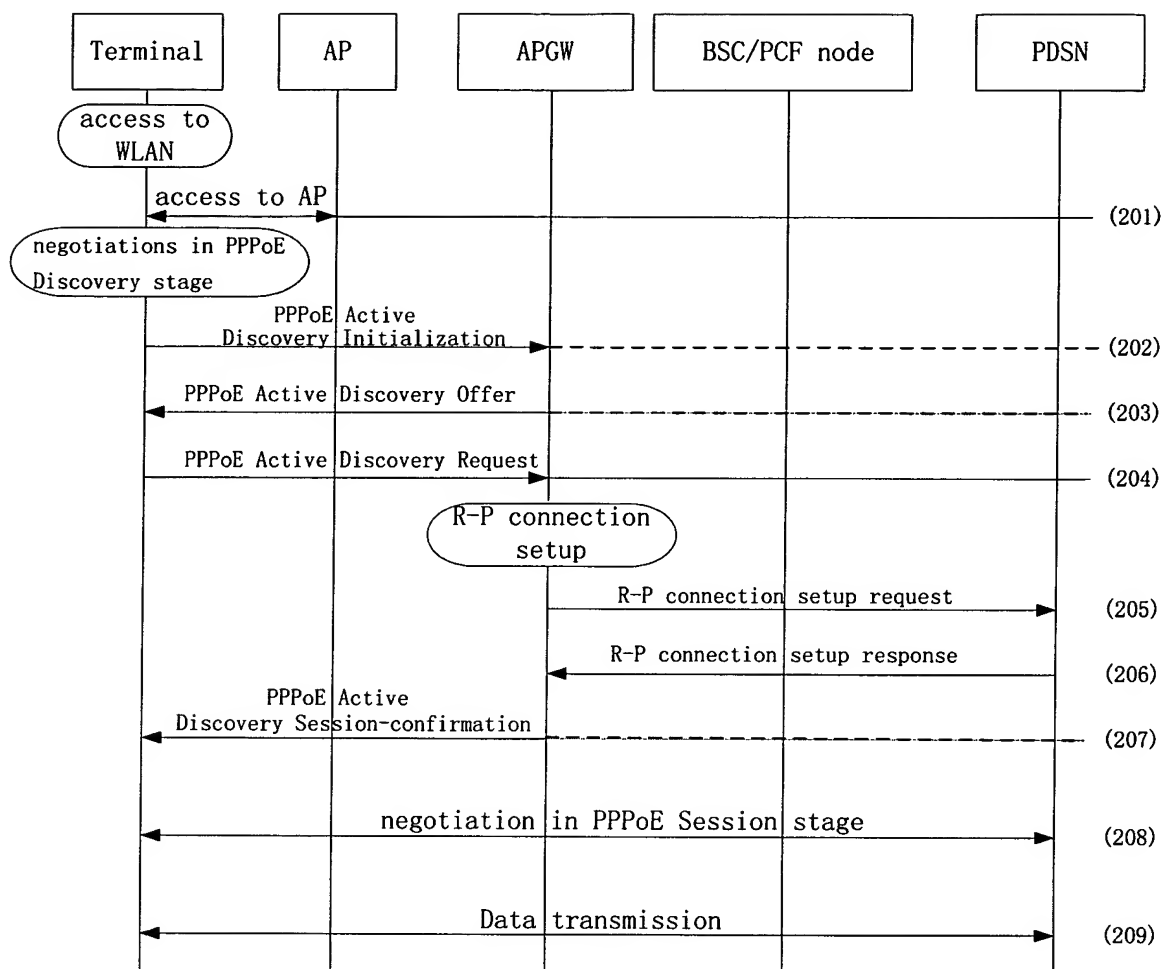 Terminal
AP
APGW
BSC/PCF node
PDSN
access to
WLAN
access to AP
(201)
negotiations in PPPoE
Discovery stage
PPPoE Active
Discovery Initialization
(202)
PPPoE Active Discovery Offer
(203)
PPPoE Active Discovery Request
(204)
R-P connection
setup
R-P connection setup request
(205)
R-P connection setup response
(206)
PPPoE Active
Discovery Session-confirmation
(207)
negotiation in PPPoE Session stage
(208)
Data transmission
(209)